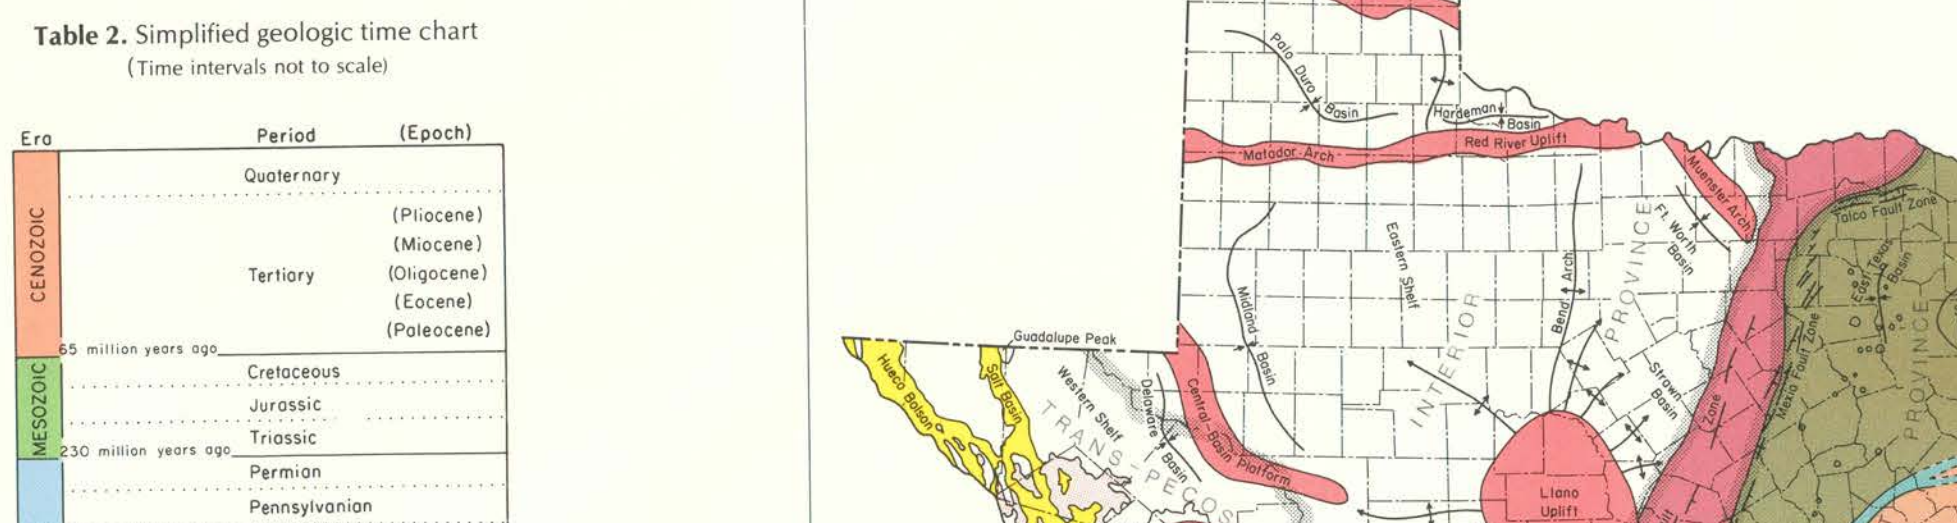 Table 2. Simplified geologic time chart
(Time intervals not to scale)
Era Period (Epoch)
CENOZOIC
Quaternary
Tertiary
(Pliocene)
(Miocene)
(Oligocene)
(Eocene)
(Paleocene)
65 million years ago
MESOZOIC
Cretaceous
Jurassic
Triassic
230 million years ago
Permian
Pennsylvanian
Palo Duro Basin
Hardeman
Basin
Matador Arch
Red River Uplift
Muenster Arch
Ft. Worth
Basin
Talco Fault Zone
East Texas
Basin
Eastern Shelf
Bend Arch
Midland Basin
INTERIOR PROVINCE
Mexia Fault Zone
PROVINCE
Zone
Strawn
Basin
Guadalupe Peak
Hueco Bolson
Salt Basin
Western Shelf
Delaware Basin
Central Basin Platform
TRANS-PECOS
Llano
Uplift